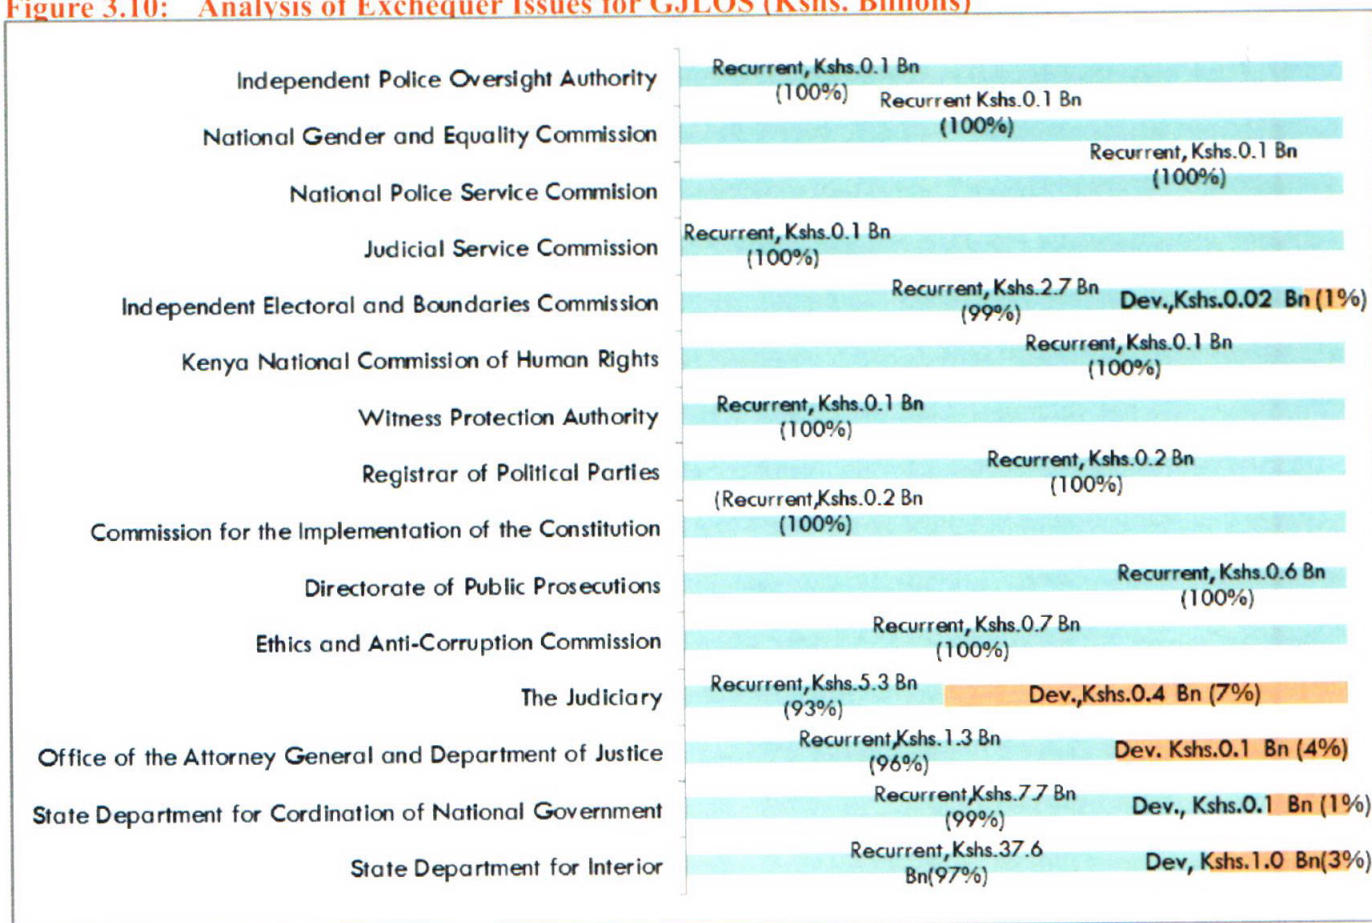 Figure 3.10: Analysis of Exchequer Issues for GJLOS (Kshs. Billions)
Independent Police Oversight Authority
Recurrent, Kshs.0.1 Bn
(100%)
National Gender and Equality Commission
Recurrent Kshs.0.1 Bn
(100%)
National Police Service Commision
Recurrent, Kshs.0.1 Bn
(100%)
Judicial Service Commission
Recurrent, Kshs.0.1 Bn
(100%)
Independent Electoral and Boundaries Commission
Recurrent, Kshs.2.7 Bn
(99%)
Dev.,Kshs.0.02 Bn (1%)
Kenya National Commission of Human Rights
Recurrent, Kshs.0.1 Bn
(100%)
Witness Protection Authority
Recurrent, Kshs.0.1 Bn
(100%)
Registrar of Political Parties
Recurrent, Kshs.0.2 Bn
(100%)
Commission for the Implementation of the Constitution
(Recurrent,Kshs.0.2 Bn
(100%)
Directorate of Public Prosecutions
Recurrent, Kshs.0.6 Bn
(100%)
Ethics and Anti-Corruption Commission
Recurrent, Kshs.0.7 Bn
(100%)
The Judiciary
Recurrent,Kshs.5.3 Bn
(93%)
Dev.,Kshs.0.4 Bn (7%)
Office of the Attorney General and Department of Justice
Recurrent,Kshs.1.3 Bn
(96%)
Dev. Kshs.0.1 Bn (4%)
State Department for Cordination of National Government
Recurrent,Kshs.7.7 Bn
(99%)
Dev., Kshs.0.1 Bn (1%)
State Department for Interior
Recurrent,Kshs.37.6
Bn(97%)
Dev, Kshs.1.0 Bn(3%)